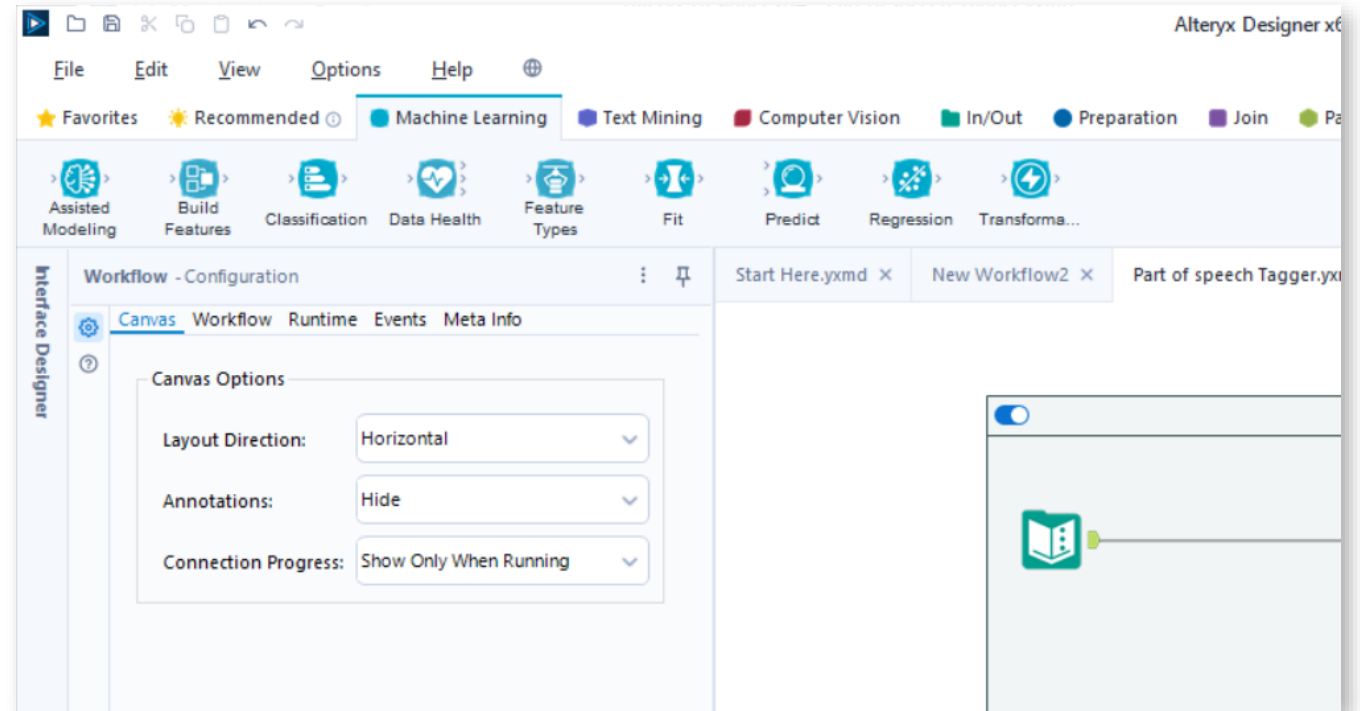 Alteryx Designer x6
File Edit View Options Help
Favorites Recommended Machine Learning Text Mining Computer Vision In/Out Preparation Join Pa
Assisted Modeling
Build Features
Classification
Data Health
Feature Types
Fit
Predict
Regression
Transforma...
Interface Designer
Workflow - Configuration
Start Here.yxmd New Workflow2 Part of speech Tagger.yxm
Canvas Workflow Runtime Events Meta Info
Canvas Options
Layout Direction: Horizontal
Annotations: Hide
Connection Progress: Show Only When Running